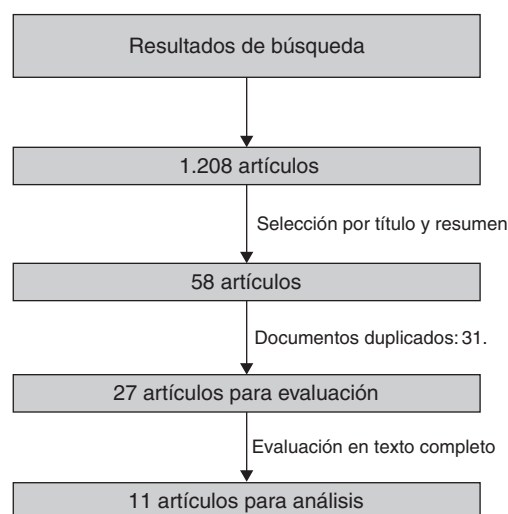 Resultados de búsqueda
1.208 artículos
Selección por título y resumen
58 artículos
Documentos duplicados: 31.
27 artículos para evaluación
Evaluación en texto completo
11 artículos para análisis